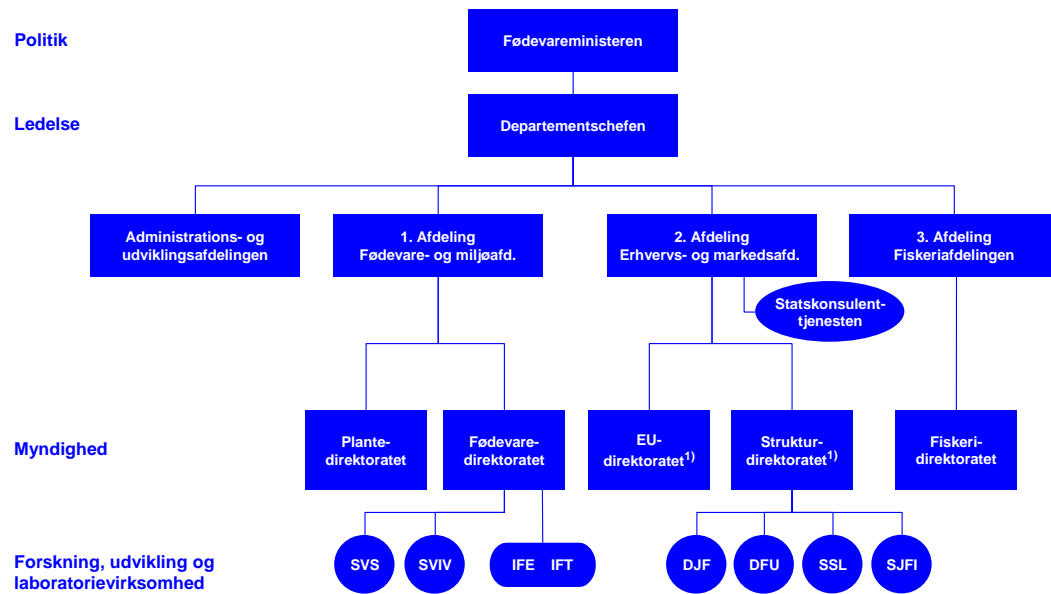 Politik
Fødevareministeren
Ledelse
Departementschefen
Administrations- og
udviklingsafdelingen
1. Afdeling
Fødevare- og miljøafd.
2. Afdeling
Erhvervs- og markedsafd.
3. Afdeling
Fiskeriafdelingen
Statskonsulent-
tjenesten
Myndighed
Plante-
direktoratet
Fødevare-
direktoratet
EU-
direktoratet1)
Struktur-
direktoratet1)
Fiskeri-
direktoratet
Forskning, udvikling og
laboratorievirksomhed
SVS
SVIV
IFE IFT
DJF
DFU
SSL
SJFI